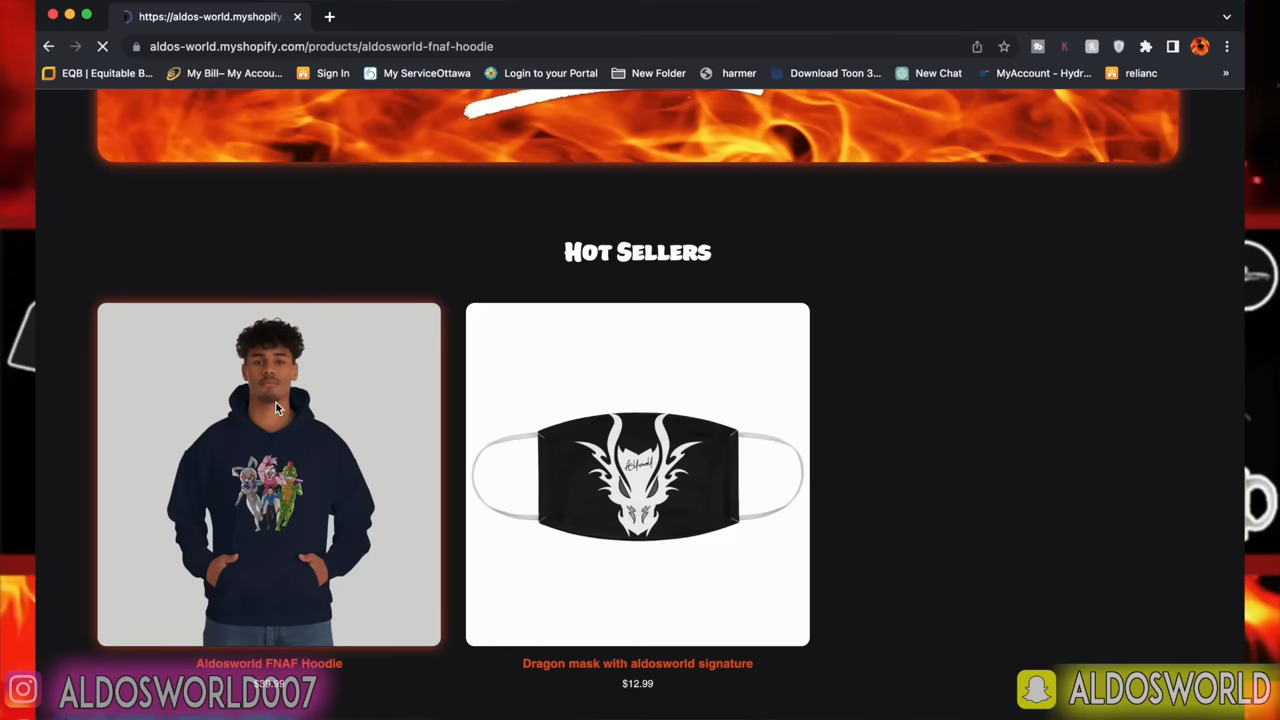 https://aldos-world.myshopify.
aldos-world.myshopify.com/products/aldosworld-fnaf-hoodie
EQB | Equitable B...
My Bill– My Accou...
Sign In
My ServiceOttawa
Login to your Portal
New Folder
harmer
Download Toon 3...
New Chat
MyAccount - Hydr...
relianc
»
Hot Sellers
Aldosworld FNAF Hoodie
Dragon mask with aldosworld signature
$39.99
$12.99
ALDOSWORLD007
ALDOSWORLD